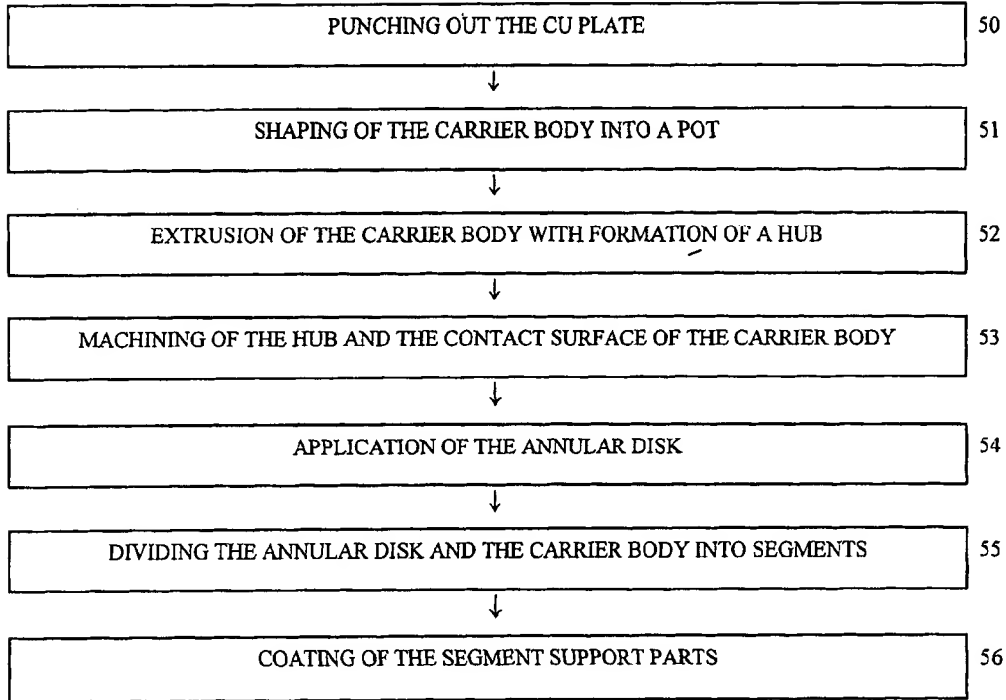 PUNCHING OUT THE CU PLATE 50
↓
SHAPING OF THE CARRIER BODY INTO A POT 51
↓
EXTRUSION OF THE CARRIER BODY WITH FORMATION OF A HUB 52
↓
MACHINING OF THE HUB AND THE CONTACT SURFACE OF THE CARRIER BODY 53
↓
APPLICATION OF THE ANNULAR DISK 54
↓
DIVIDING THE ANNULAR DISK AND THE CARRIER BODY INTO SEGMENTS 55
↓
COATING OF THE SEGMENT SUPPORT PARTS 56